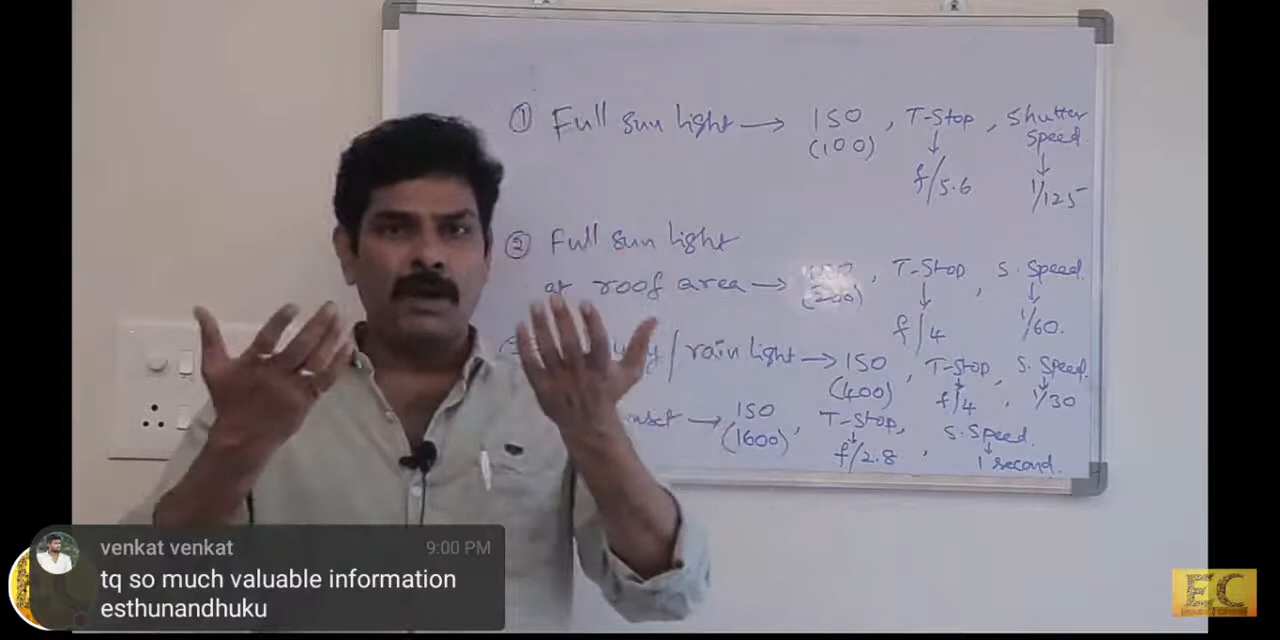 ① Full sun light → ISO , T-Stop , Shutter
(100) ↓ speed
f/5.6 1/125
② Full sun light
at roof area → , T-Stop , S. Speed
(200)
f/4 1/60.
/ rain light → ISO , T-Stop , S. Speed
(400) f/4 , 1/30
→ ISO , T-Stop, S. Speed
(1600) f/2.8 , 1 second.
venkat venkat 9:00 PM
tq so much valuable information
esthunandhuku
EC